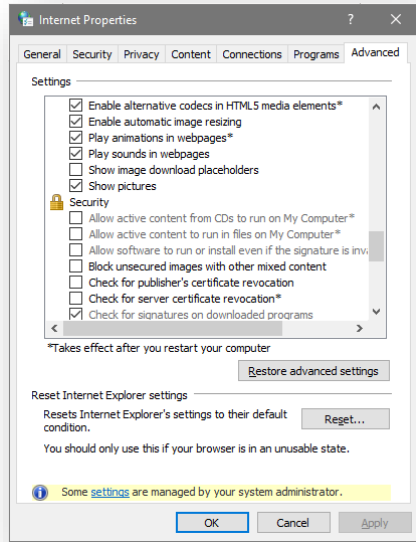 Internet Properties
General Security Privacy Content Connections Programs Advanced
Settings
Enable alternative codecs in HTML5 media elements*
Enable automatic image resizing
Play animations in webpages*
Play sounds in webpages
Show image download placeholders
Show pictures
Security
Allow active content from CDs to run on My Computer*
Allow active content to run in files on My Computer*
Allow software to run or install even if the signature is inva
Block unsecured images with other mixed content
Check for publisher's certificate revocation
Check for server certificate revocation*
Check for signatures on downloaded programs
*Takes effect after you restart your computer
Restore advanced settings
Reset Internet Explorer settings
Resets Internet Explorer's settings to their default
condition.
Reset...
You should only use this if your browser is in an unusable state.
Some settings are managed by your system administrator.
OK Cancel Apply